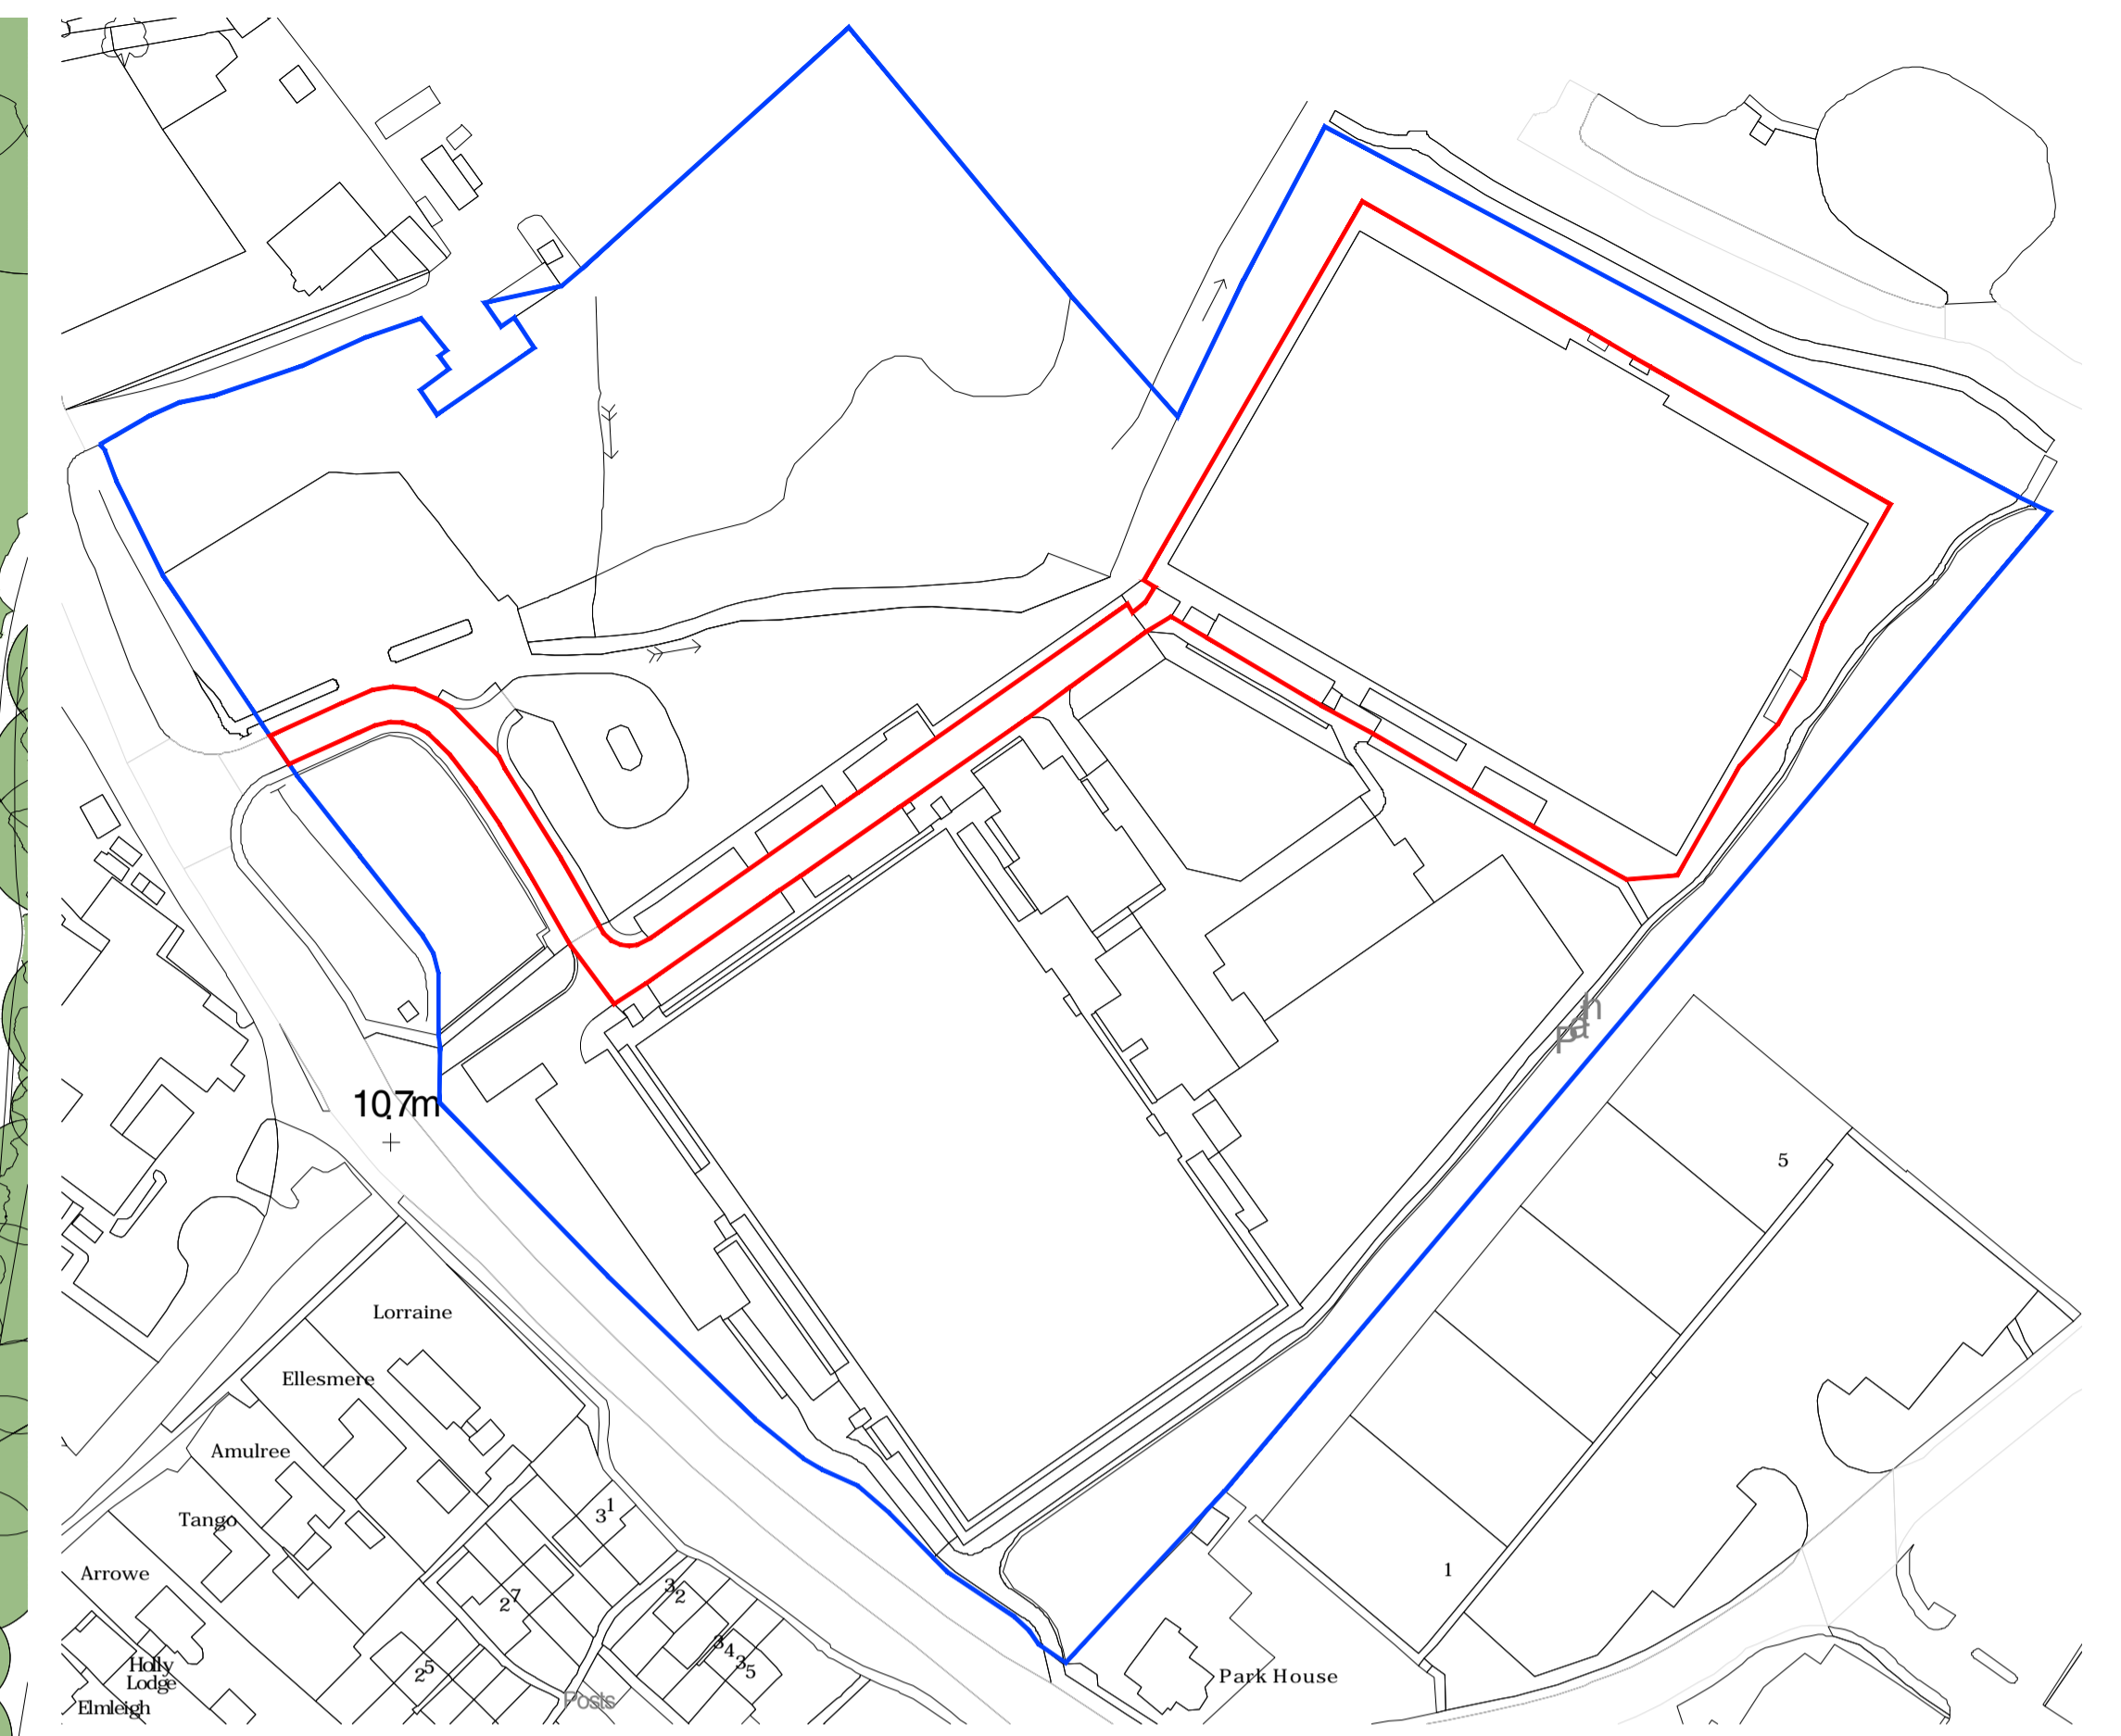 Path
5
10.7m
Lorraine
Ellesmere
Amulree
31
Tango
1
Arrowe
27
32
34
35
25
Holly
Lodge
Park House
Posts
Elmleigh